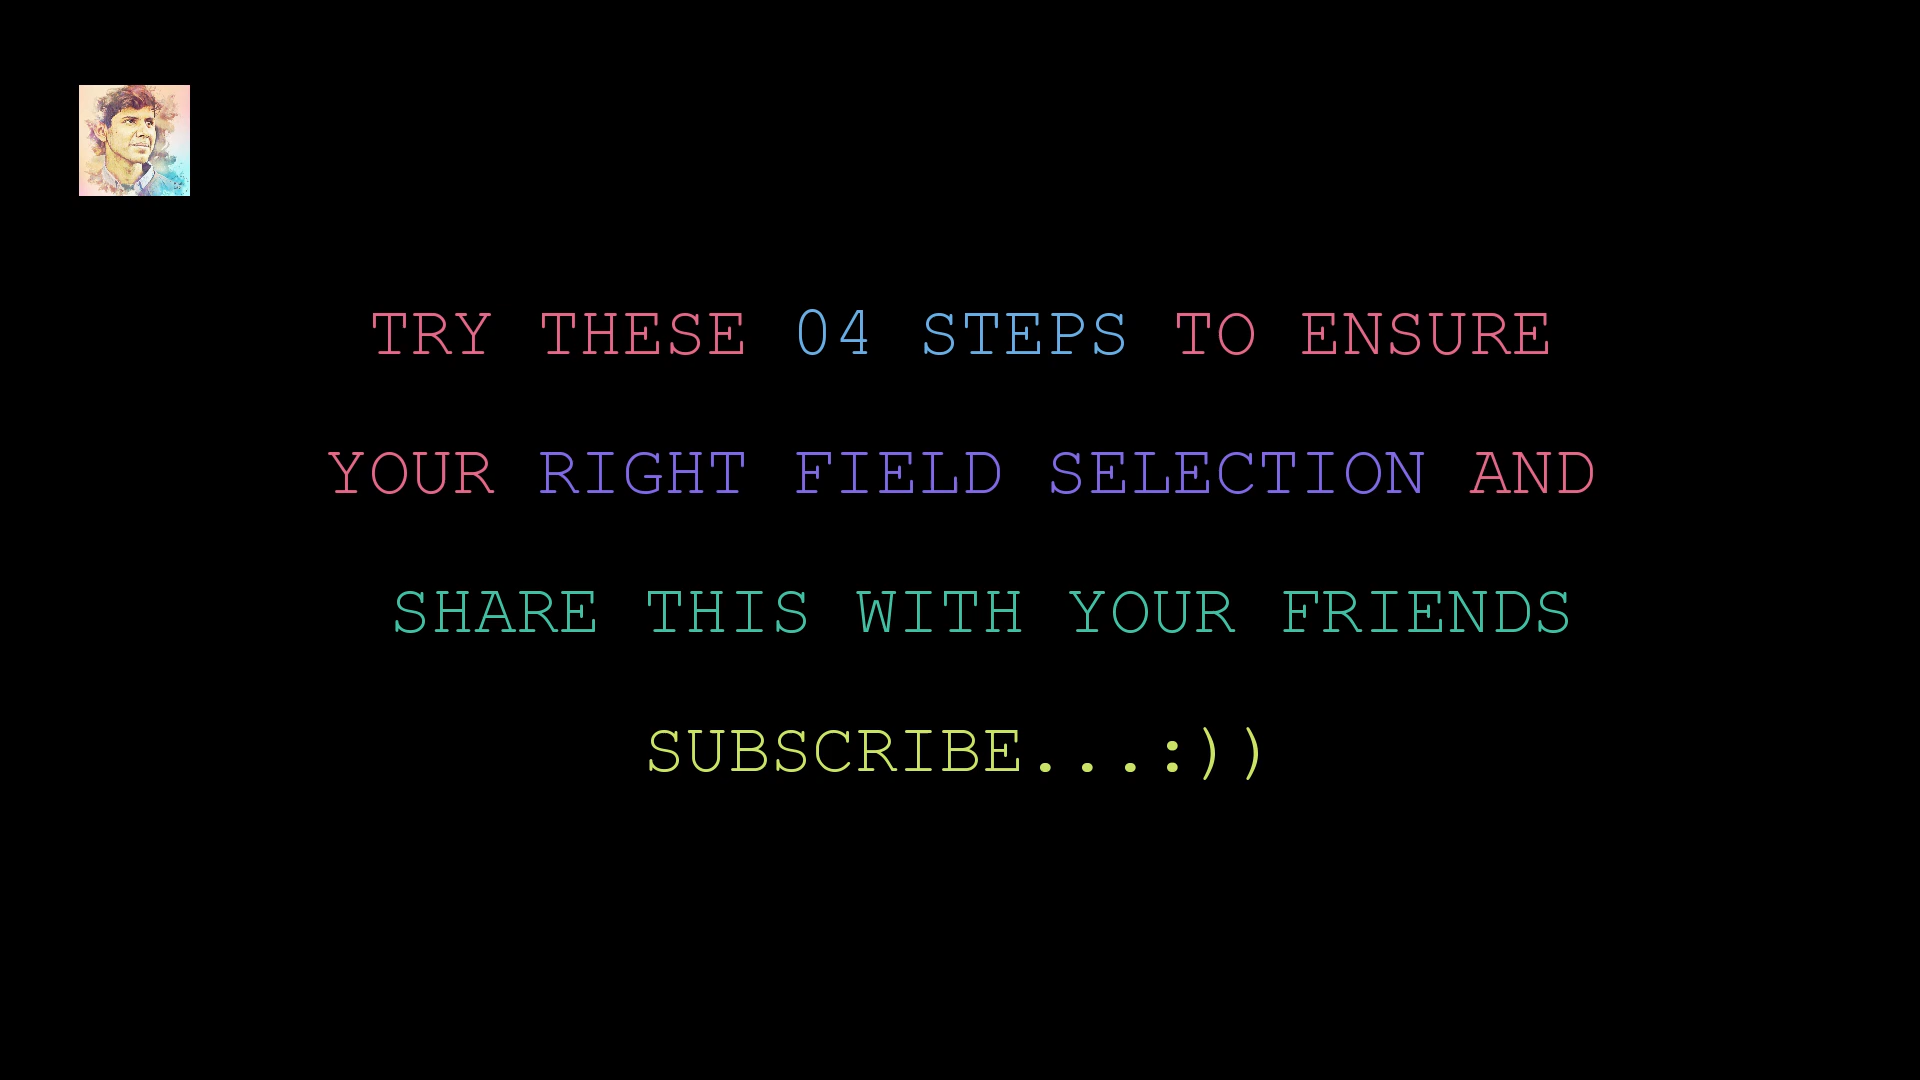 TRY THESE 04 STEPS TO ENSURE
YOUR RIGHT FIELD SELECTION AND
SHARE THIS WITH YOUR FRIENDS
SUBSCRIBE...:))